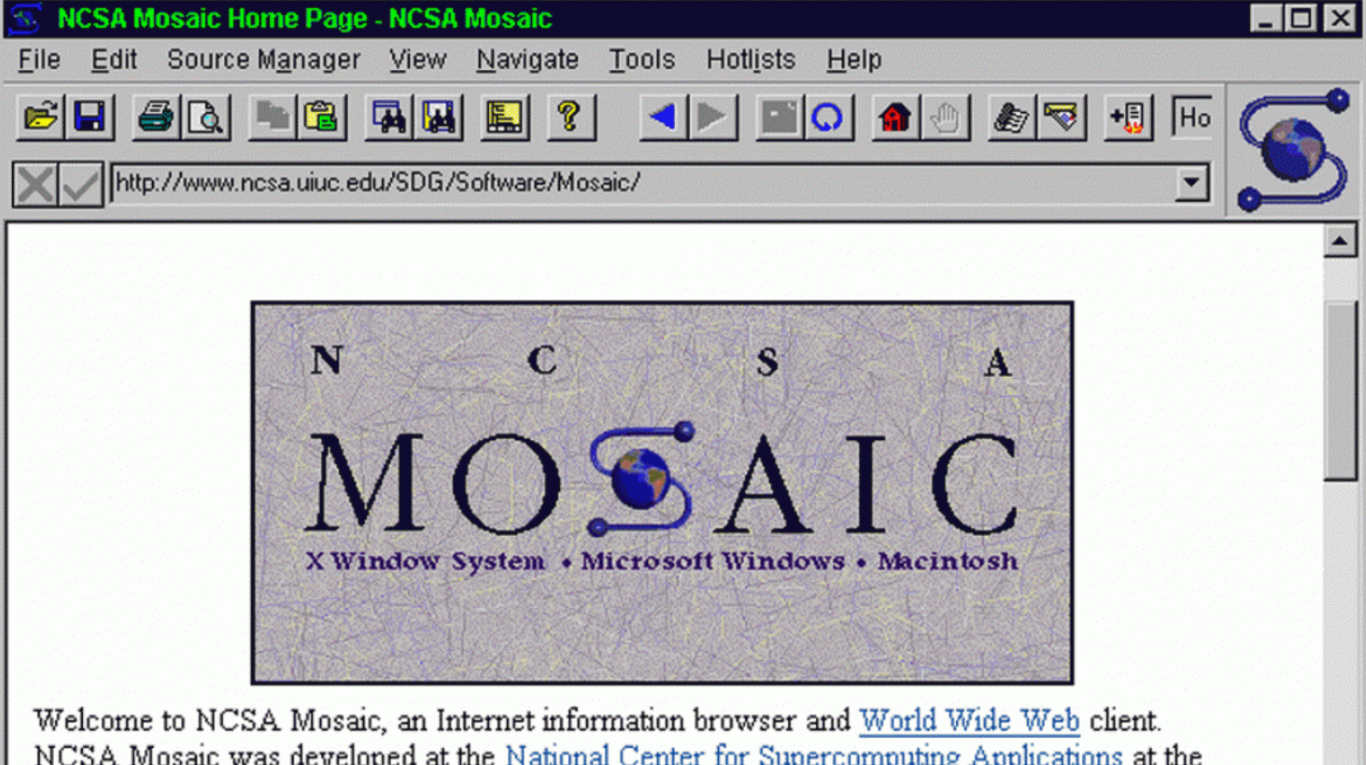 NCSA Mosaic Home Page - NCSA Mosaic
File Edit Source Manager View Navigate Tools Hotlists Help
Ho
http://www.ncsa.uiuc.edu/SDG/Software/Mosaic/
N C S A
MOSAIC
X Window System • Microsoft Windows • Macintosh
Welcome to NCSA Mosaic, an Internet information browser and World Wide Web client.
NCSA Mosaic was developed at the National Center for Supercomputing Applications at the